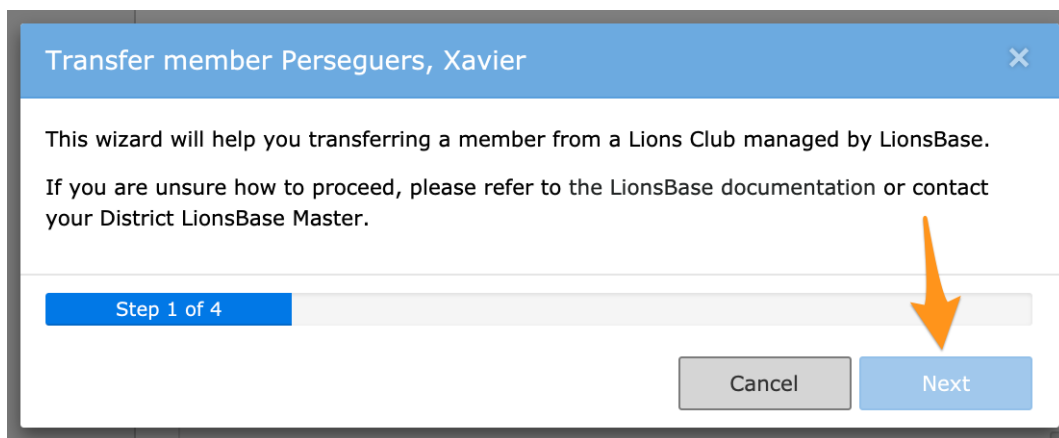 Transfer member Perseguers, Xavier ×
This wizard will help you transferring a member from a Lions Club managed by LionsBase.
If you are unsure how to proceed, please refer to the LionsBase documentation or contact
your District LionsBase Master.
Step 1 of 4
Cancel Next